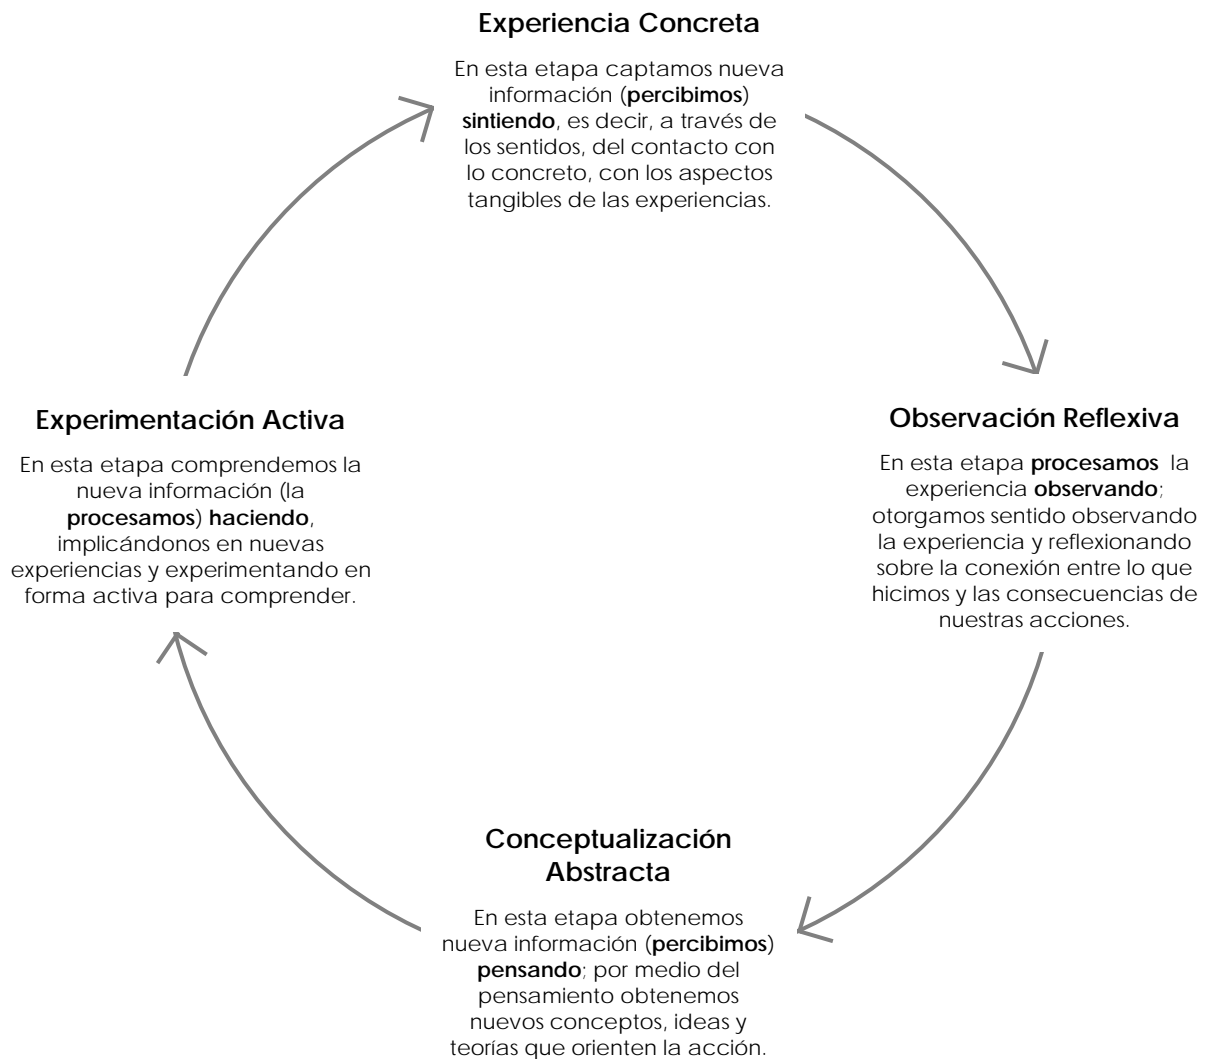 Experiencia Concreta
En esta etapa captamos nueva
información (percibimos)
sintiendo, es decir, a través de
los sentidos, del contacto con
lo concreto, con los aspectos
tangibles de las experiencias.
Experimentación Activa
En esta etapa comprendemos la
nueva información (la
procesamos) haciendo,
implicándonos en nuevas
experiencias y experimentando en
forma activa para comprender.
Observación Reflexiva
En esta etapa procesamos la
experiencia observando;
otorgamos sentido observando
la experiencia y reflexionando
sobre la conexión entre lo que
hicimos y las consecuencias de
nuestras acciones.
Conceptualización
Abstracta
En esta etapa obtenemos
nueva información (percibimos)
pensando; por medio del
pensamiento obtenemos
nuevos conceptos, ideas y
teorías que orienten la acción.